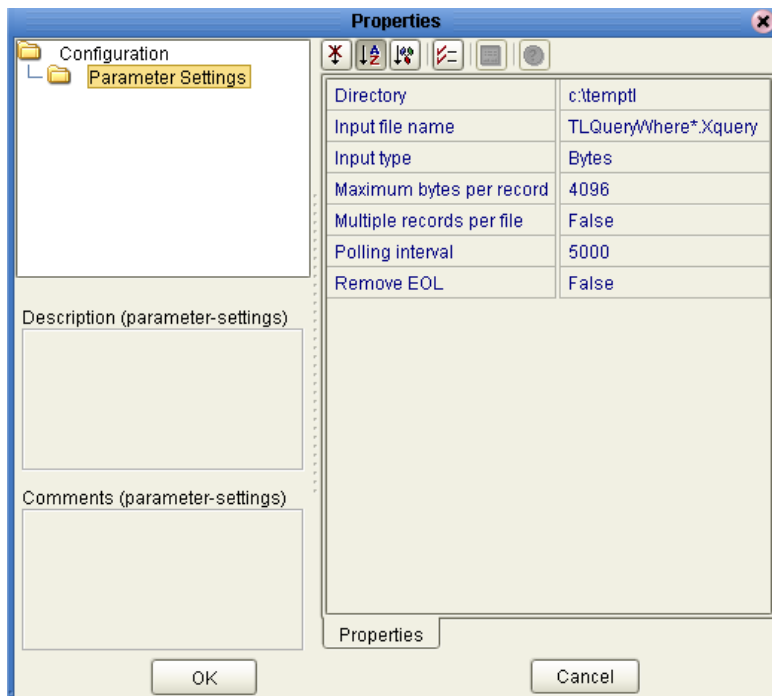 Properties
Configuration
Parameter Settings
Description (parameter-settings)
Comments (parameter-settings)
Directory c:\temptl
Input file name TLQueryWhere*.Xquery
Input type Bytes
Maximum bytes per record 4096
Multiple records per file False
Polling interval 5000
Remove EOL False
Properties
OK
Cancel